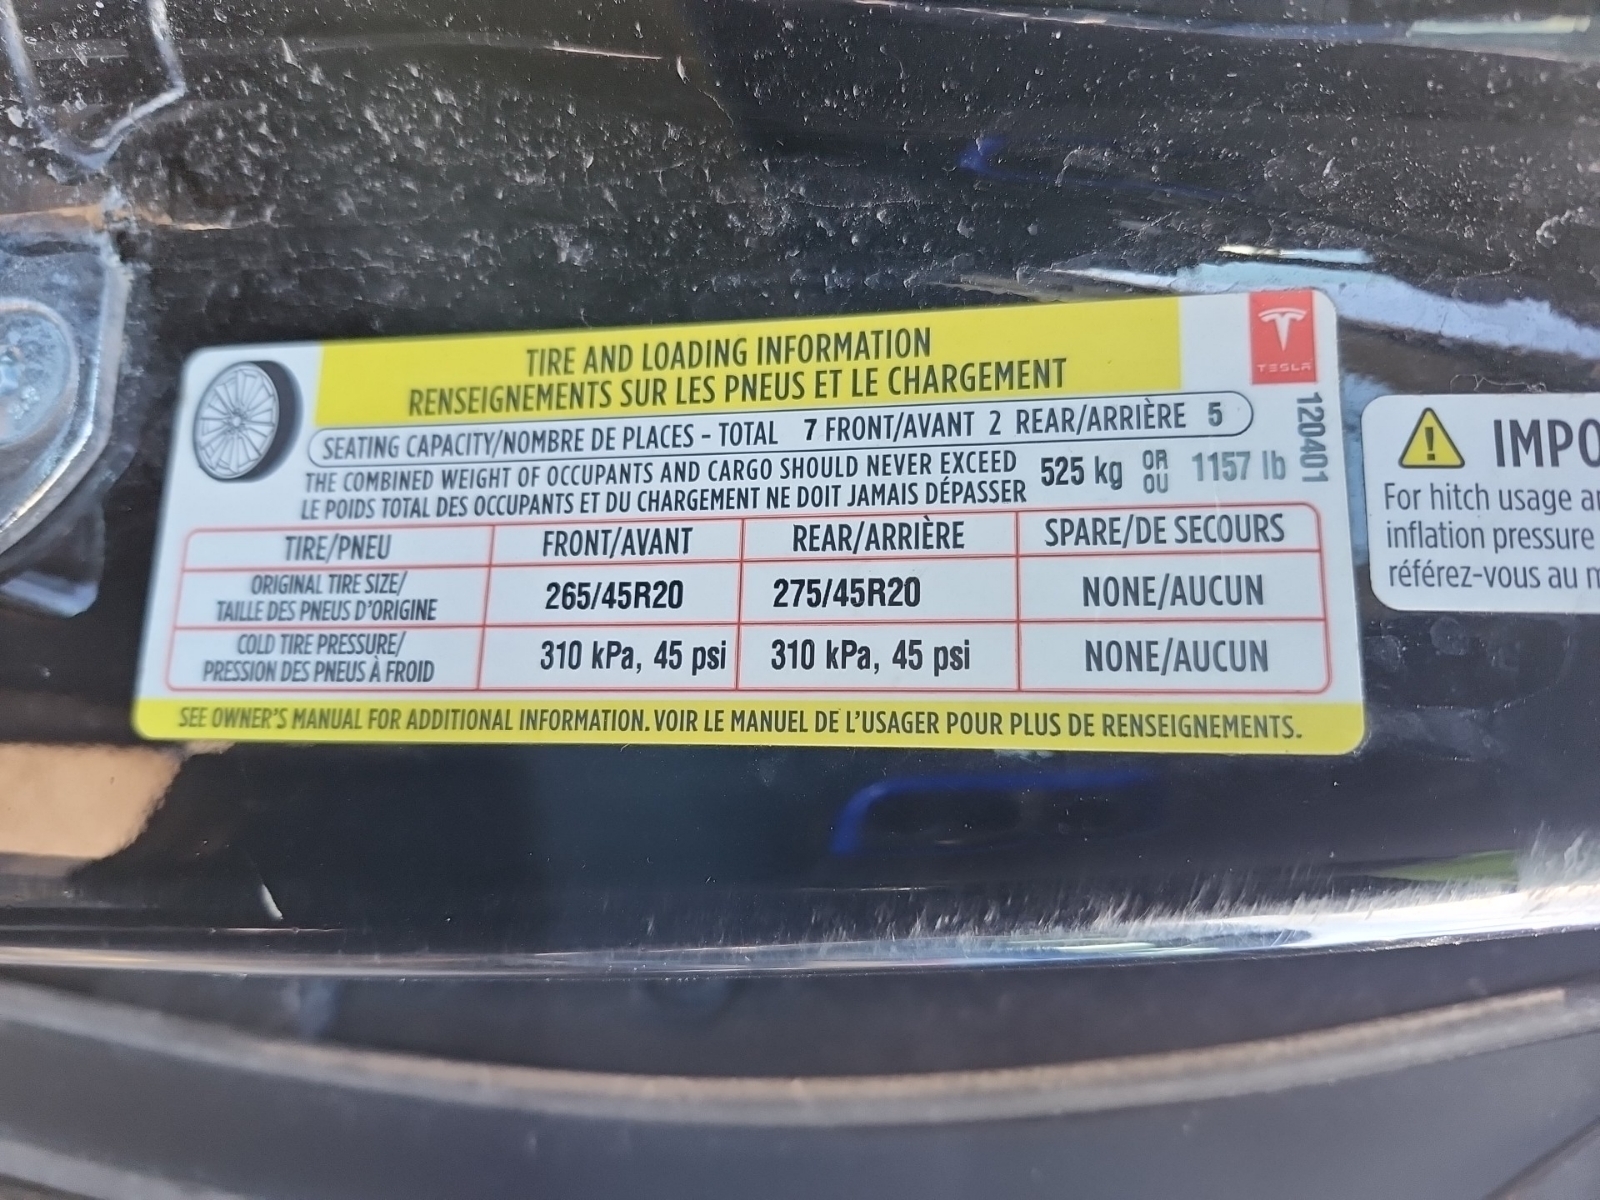 TIRE AND LOADING INFORMATION
RENSEIGNEMENTS SUR LES PNEUS ET LE CHARGEMENT
TESLA
SEATING CAPACITY/NOMBRE DE PLACES - TOTAL 7 FRONT/AVANT 2 REAR/ARRIÈRE 5
THE COMBINED WEIGHT OF OCCUPANTS AND CARGO SHOULD NEVER EXCEED
LE POIDS TOTAL DES OCCUPANTS ET DU CHARGEMENT NE DOIT JAMAIS DÉPASSER
525 kg OR OU 1157 lb
120401
TIRE/PNEU FRONT/AVANT REAR/ARRIÈRE SPARE/DE SECOURS
ORIGINAL TIRE SIZE/
TAILLE DES PNEUS D'ORIGINE
265/45R20 275/45R20 NONE/AUCUN
COLD TIRE PRESSURE/
PRESSION DES PNEUS À FROID
310 kPa, 45 psi 310 kPa, 45 psi NONE/AUCUN
SEE OWNER'S MANUAL FOR ADDITIONAL INFORMATION. VOIR LE MANUEL DE L'USAGER POUR PLUS DE RENSEIGNEMENTS.
IMPO
For hitch usage
inflation pressure
référez-vous au